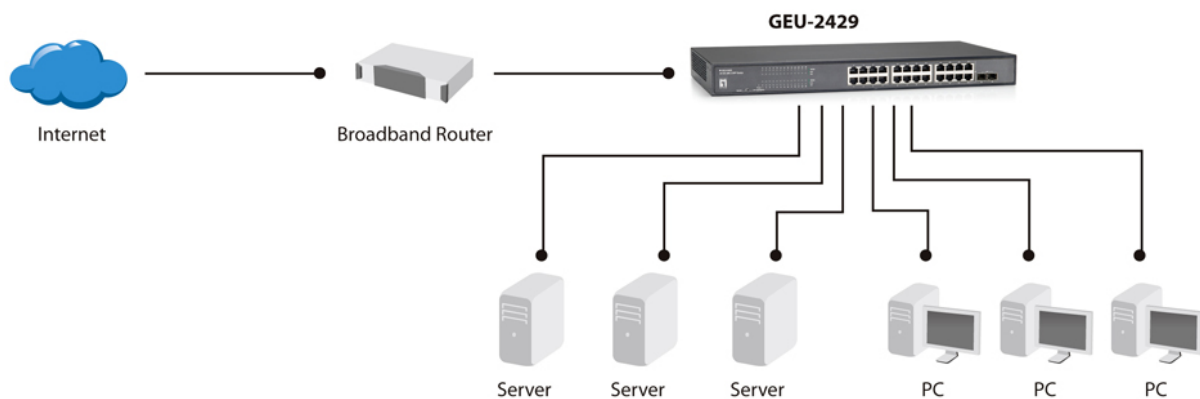 GEU-2429
Internet
Broadband Router
Server
Server
Server
PC
PC
PC